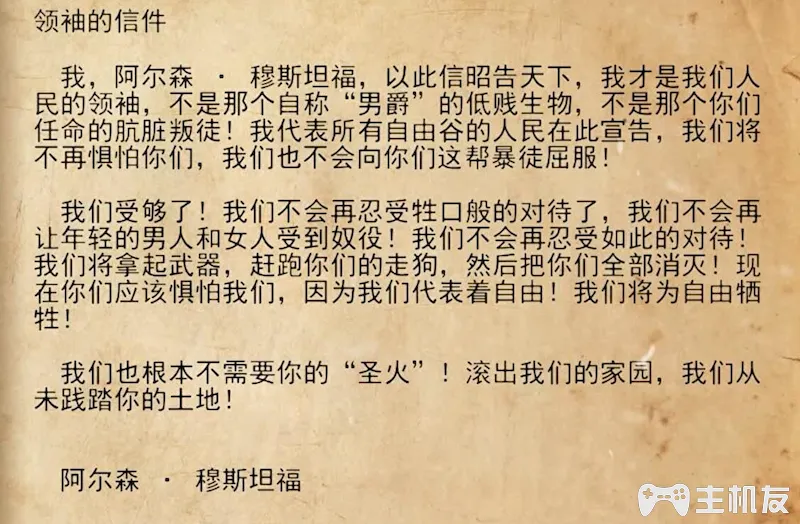 领袖的信件
我，阿尔森 · 穆斯坦福，以此信昭告天下，我才是我们人
民的领袖，不是那个自称“男爵”的低贱生物，不是那个你们
任命的肮脏叛徒！我代表所有自由谷的人民在此宣告，我们将
不再惧怕你们，我们也不会向你们这帮暴徒屈服！
我们受够了！我们不会再忍受牲口般的对待了，我们不会再
让年轻的男人和女人受到奴役！我们不会再忍受如此的对待！
我们将拿起武器，赶跑你们的走狗，然后把你们全部消灭！现
在你们应该惧怕我们，因为我们代表着自由！我们将为自由牺
牲！
我们也根本不需要你的“圣火”！滚出我们的家园，我们从
未践踏你的土地！
阿尔森 · 穆斯坦福
主机友